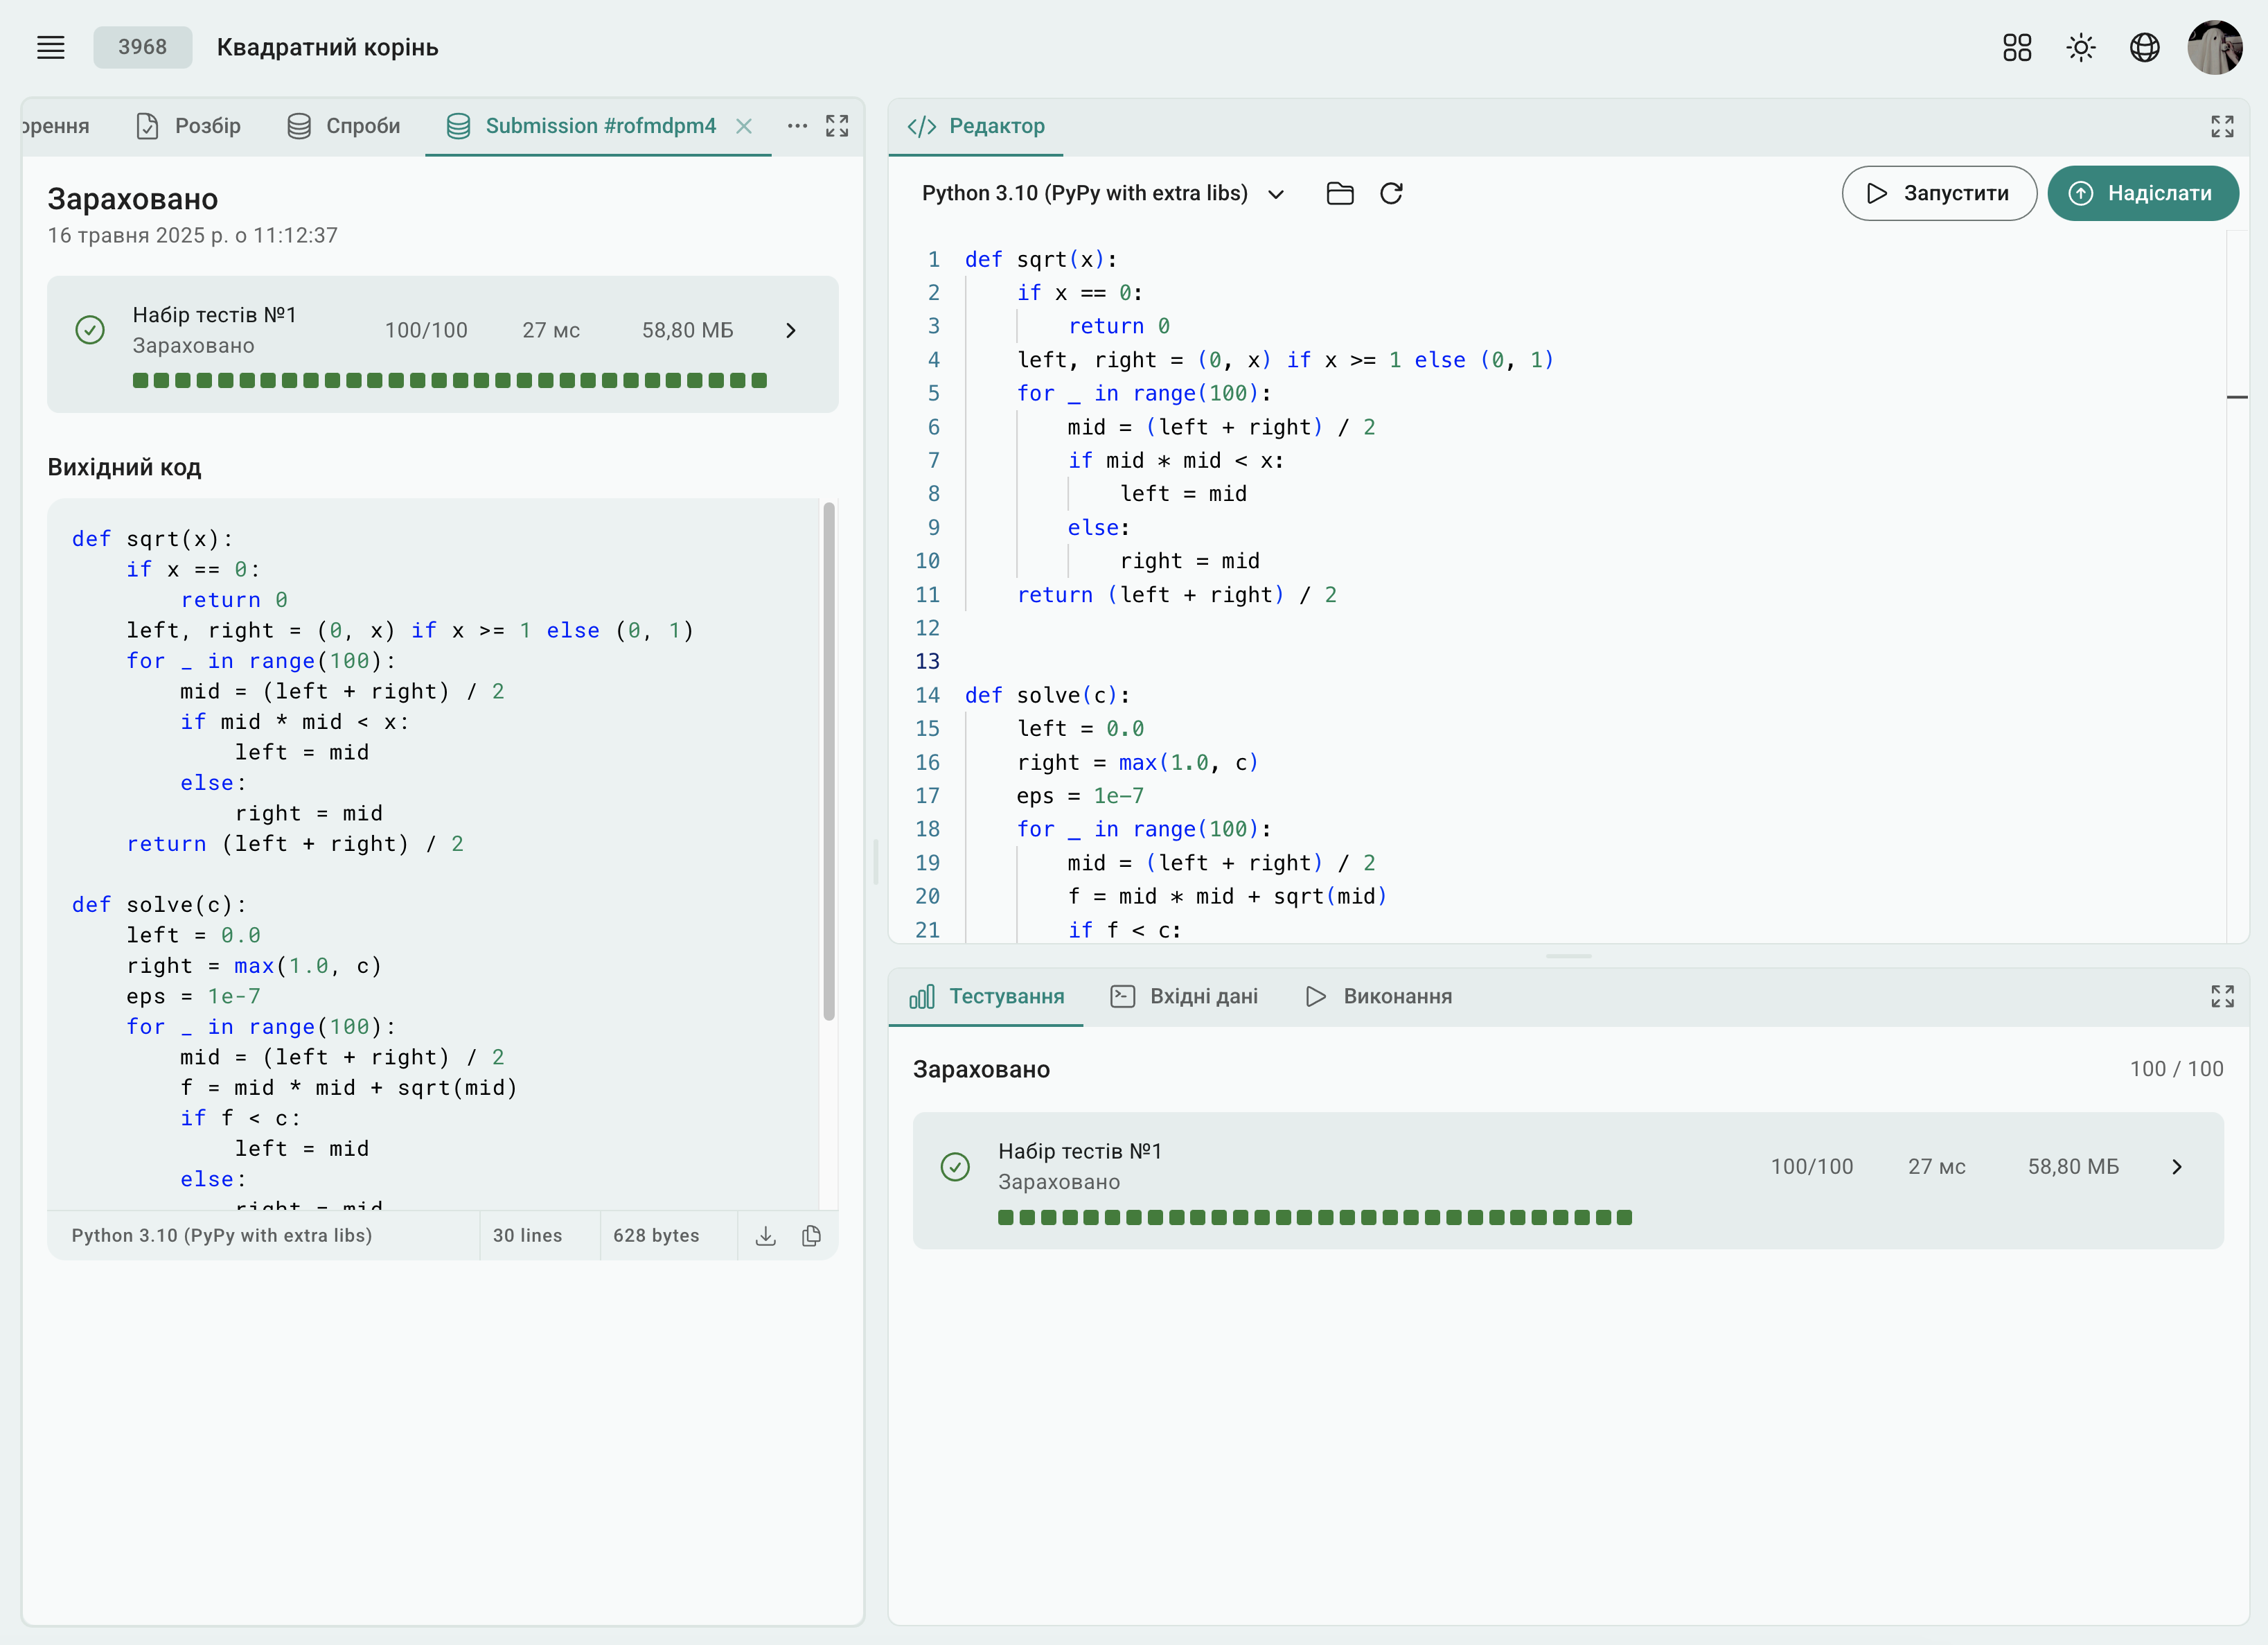 3968 Квадратний корінь
орення Розбір Спроби Submission #rofmdpm4
Зараховано
16 травня 2025 р. о 11:12:37
Набір тестів №1
Зараховано
100/100 27 мс 58,80 МБ
Вихідний код
def sqrt(x):
    if x == 0:
        return 0
    left, right = (0, x) if x >= 1 else (0, 1)
    for _ in range(100):
        mid = (left + right) / 2
        if mid * mid < x:
            left = mid
        else:
            right = mid
    return (left + right) / 2
def solve(c):
    left = 0.0
    right = max(1.0, c)
    eps = 1e-7
    for _ in range(100):
        mid = (left + right) / 2
        f = mid * mid + sqrt(mid)
        if f < c:
            left = mid
        else:
            right = mid
Python 3.10 (PyPy with extra libs) 30 lines 628 bytes
Редактор
Python 3.10 (PyPy with extra libs) Запустити Надіслати
1 def sqrt(x):
2     if x == 0:
3         return 0
4     left, right = (0, x) if x >= 1 else (0, 1)
5     for _ in range(100):
6         mid = (left + right) / 2
7         if mid * mid < x:
8             left = mid
9         else:
10             right = mid
11     return (left + right) / 2
12
13
14 def solve(c):
15     left = 0.0
16     right = max(1.0, c)
17     eps = 1e-7
18     for _ in range(100):
19         mid = (left + right) / 2
20         f = mid * mid + sqrt(mid)
21         if f < c:
Тестування Вхідні дані Виконання
Зараховано 100 / 100
Набір тестів №1
Зараховано
100/100 27 мс 58,80 МБ